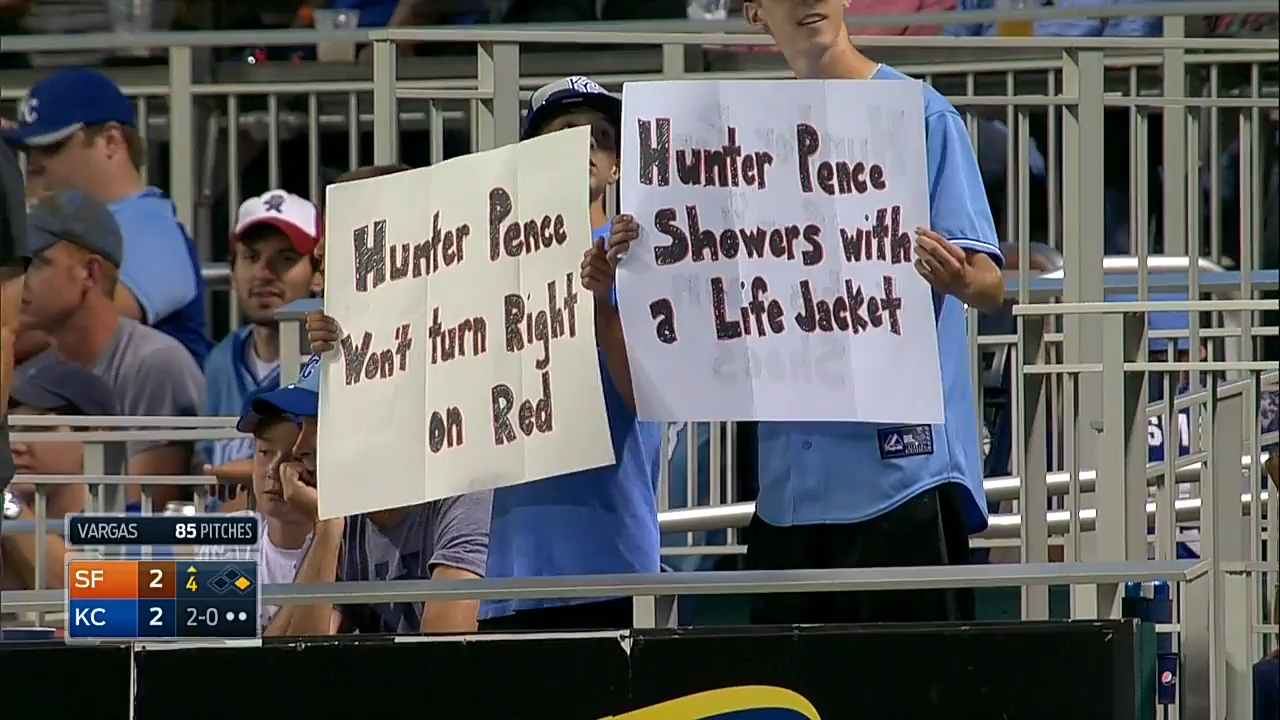 Hunter Pence
Won't turn Right
on Red
Hunter Pence
Showers with
a Life Jacket
VARGAS 85 PITCHES
SF 2 4
KC 2 2-0
KC